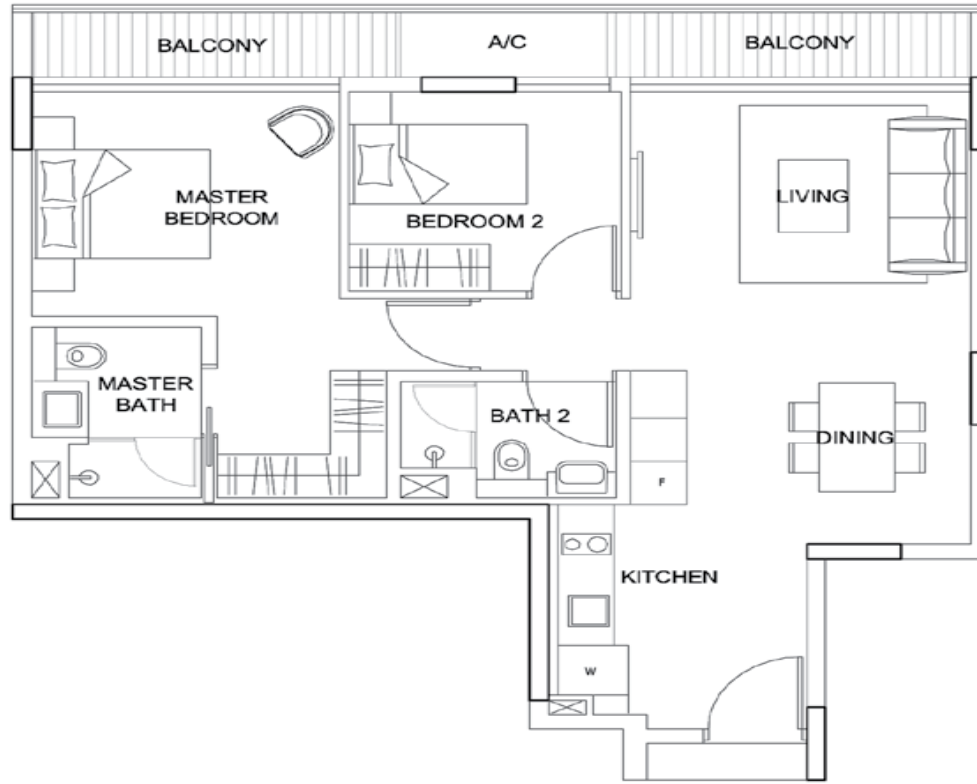 BALCONY
A/C
BALCONY
MASTER
BEDROOM
BEDROOM 2
LIVING
MASTER
BATH
BATH 2
DINING
F
KITCHEN
W